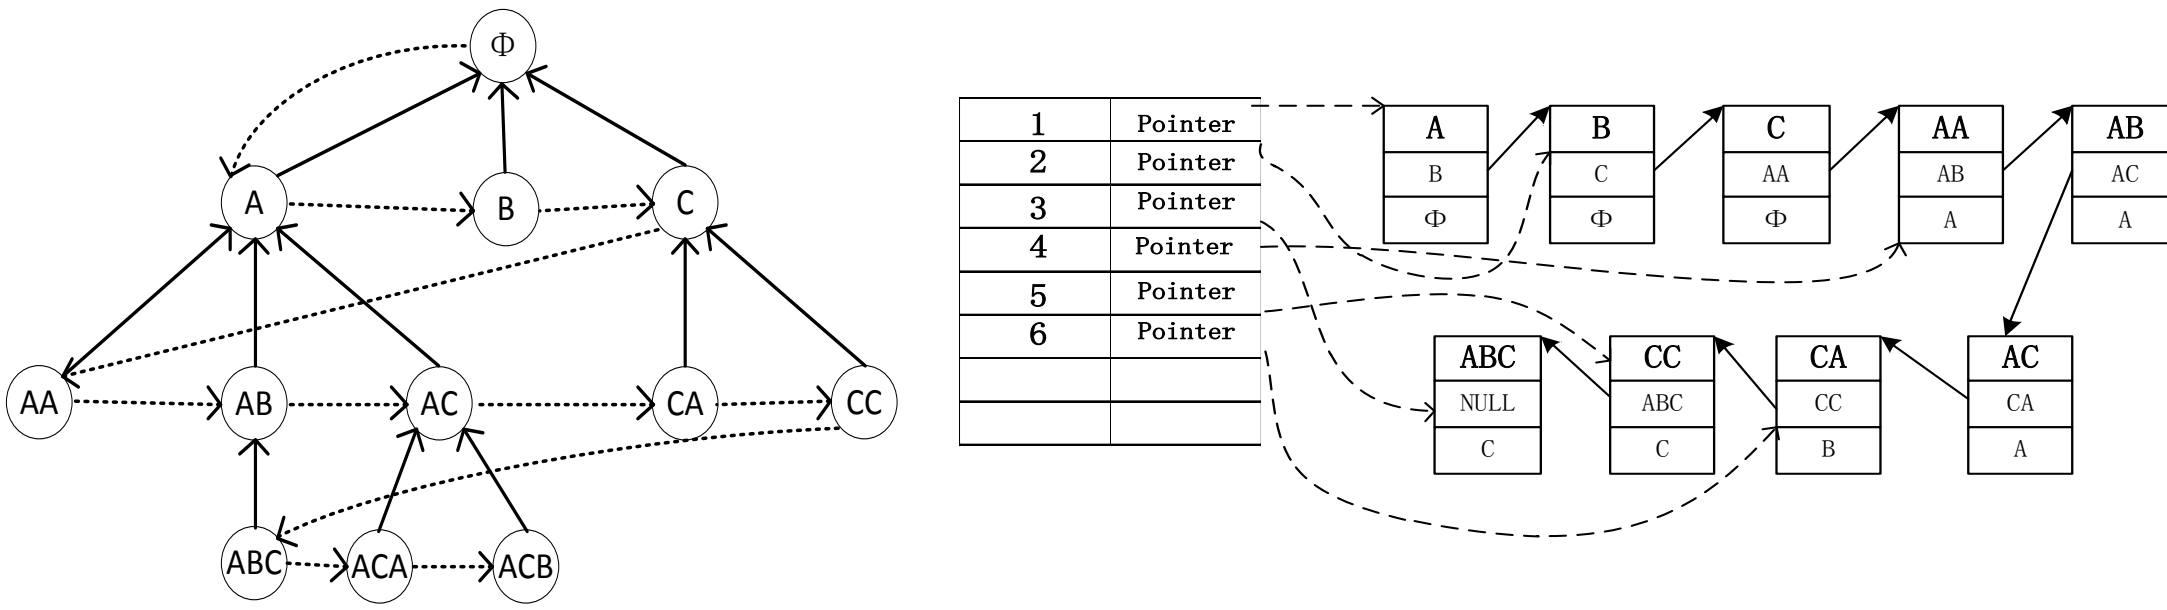 Φ
A
B
C
AA
AB
AC
CA
CC
ABC
ACA
ACB
1 Pointer
2 Pointer
3 Pointer
4 Pointer
5 Pointer
6 Pointer
A
B
Φ
B
C
Φ
C
AA
Φ
AA
AB
A
AB
AC
A
ABC
NULL
C
CC
ABC
C
CA
CC
B
AC
CA
A